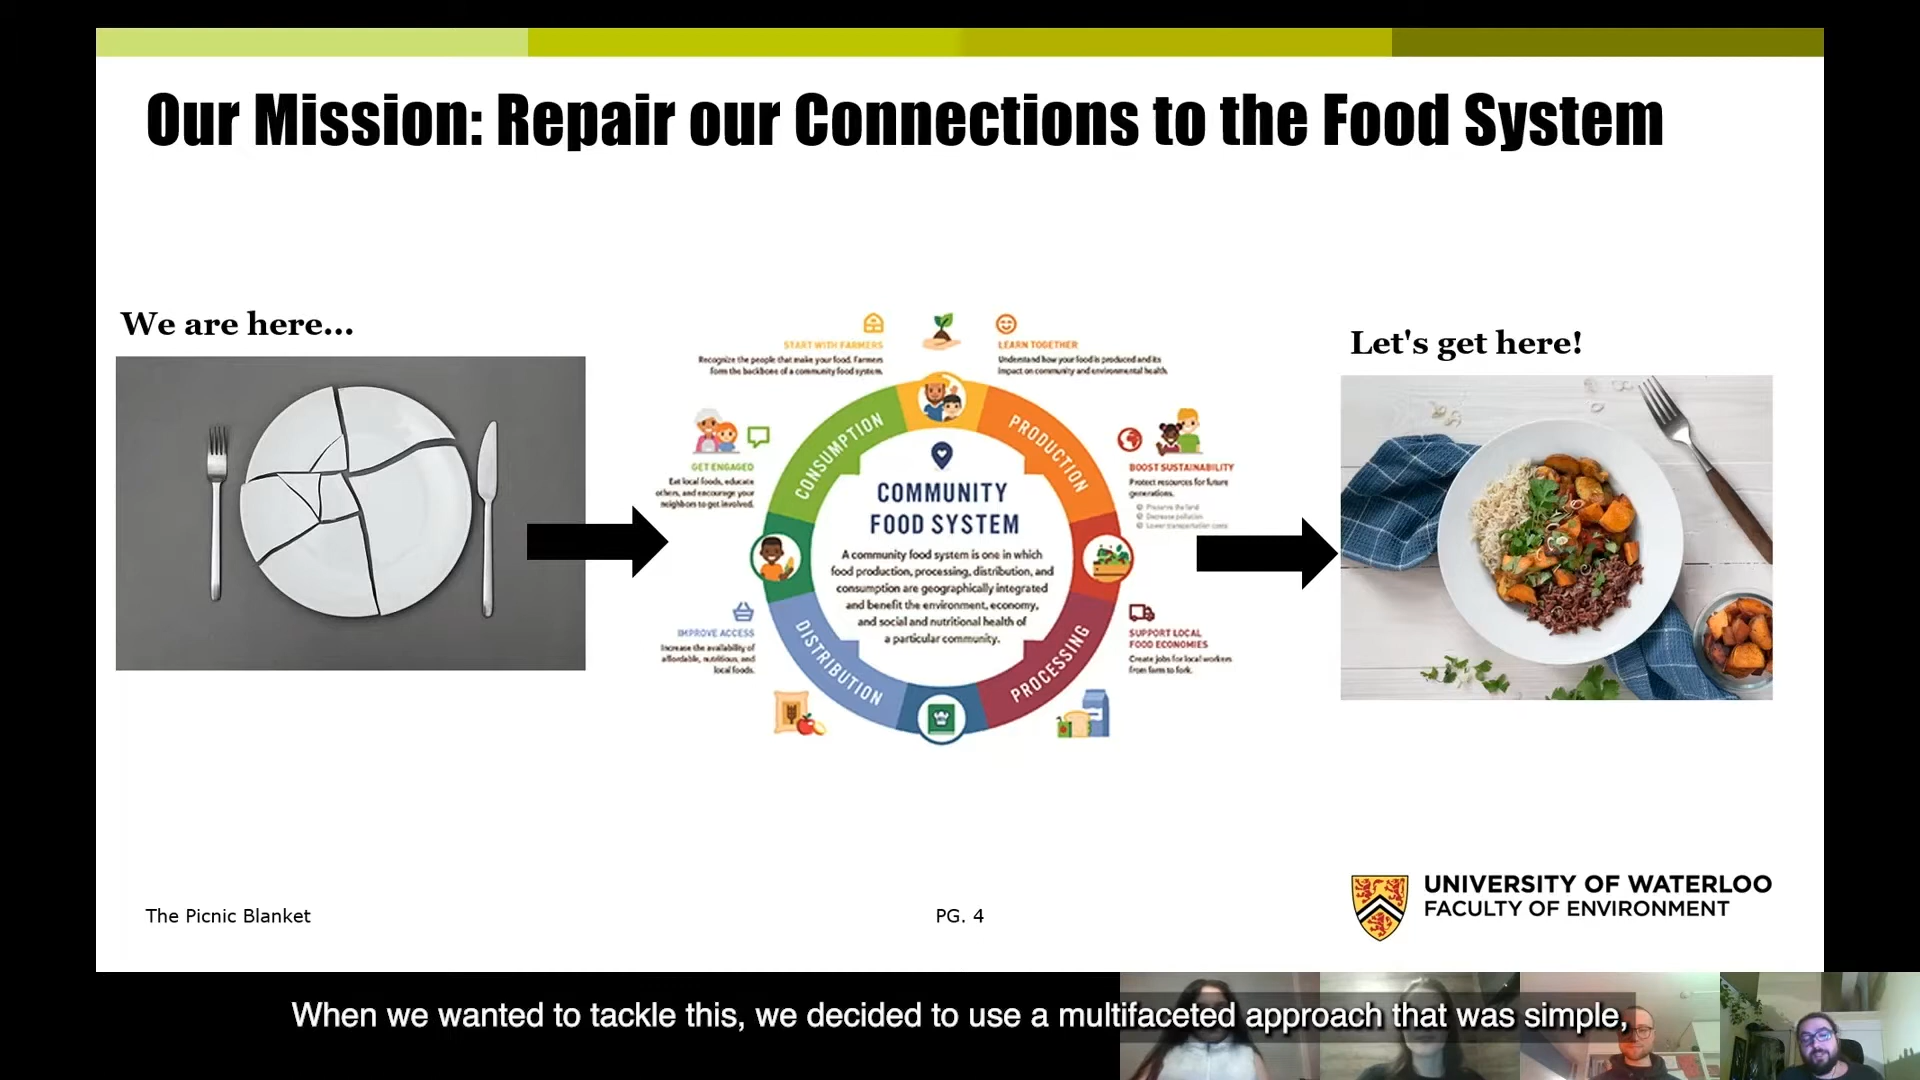 Our Mission: Repair our Connections to the Food System
We are here...
Let's get here!
START WITH FARMERS
Recognize the people that make your food. Farmers
form the backbone of a community food system.
LEARN TOGETHER
Understand how your food is produced and its
impact on community and environmental health.
GET ENGAGED
Eat local foods, educate
others, and encourage your
neighbors to get involved.
BOOST SUSTAINABILITY
Protect resources for future
generations.
Preserve the land
Decrease pollution
Lower transportation costs
CONSUMPTION
PRODUCTION
COMMUNITY
FOOD SYSTEM
A community food system is one in which
food production, processing, distribution, and
consumption are geographically integrated
and benefit the environment, economy,
and social and nutritional health of
a particular community.
IMPROVE ACCESS
Increase the availability of
affordable, nutritious, and
local foods.
SUPPORT LOCAL
FOOD ECONOMIES
Create jobs for local workers
from farm to fork.
DISTRIBUTION
PROCESSING
The Picnic Blanket
PG. 4
UNIVERSITY OF WATERLOO
FACULTY OF ENVIRONMENT
When we wanted to tackle this, we decided to use a multifaceted approach that was simple,